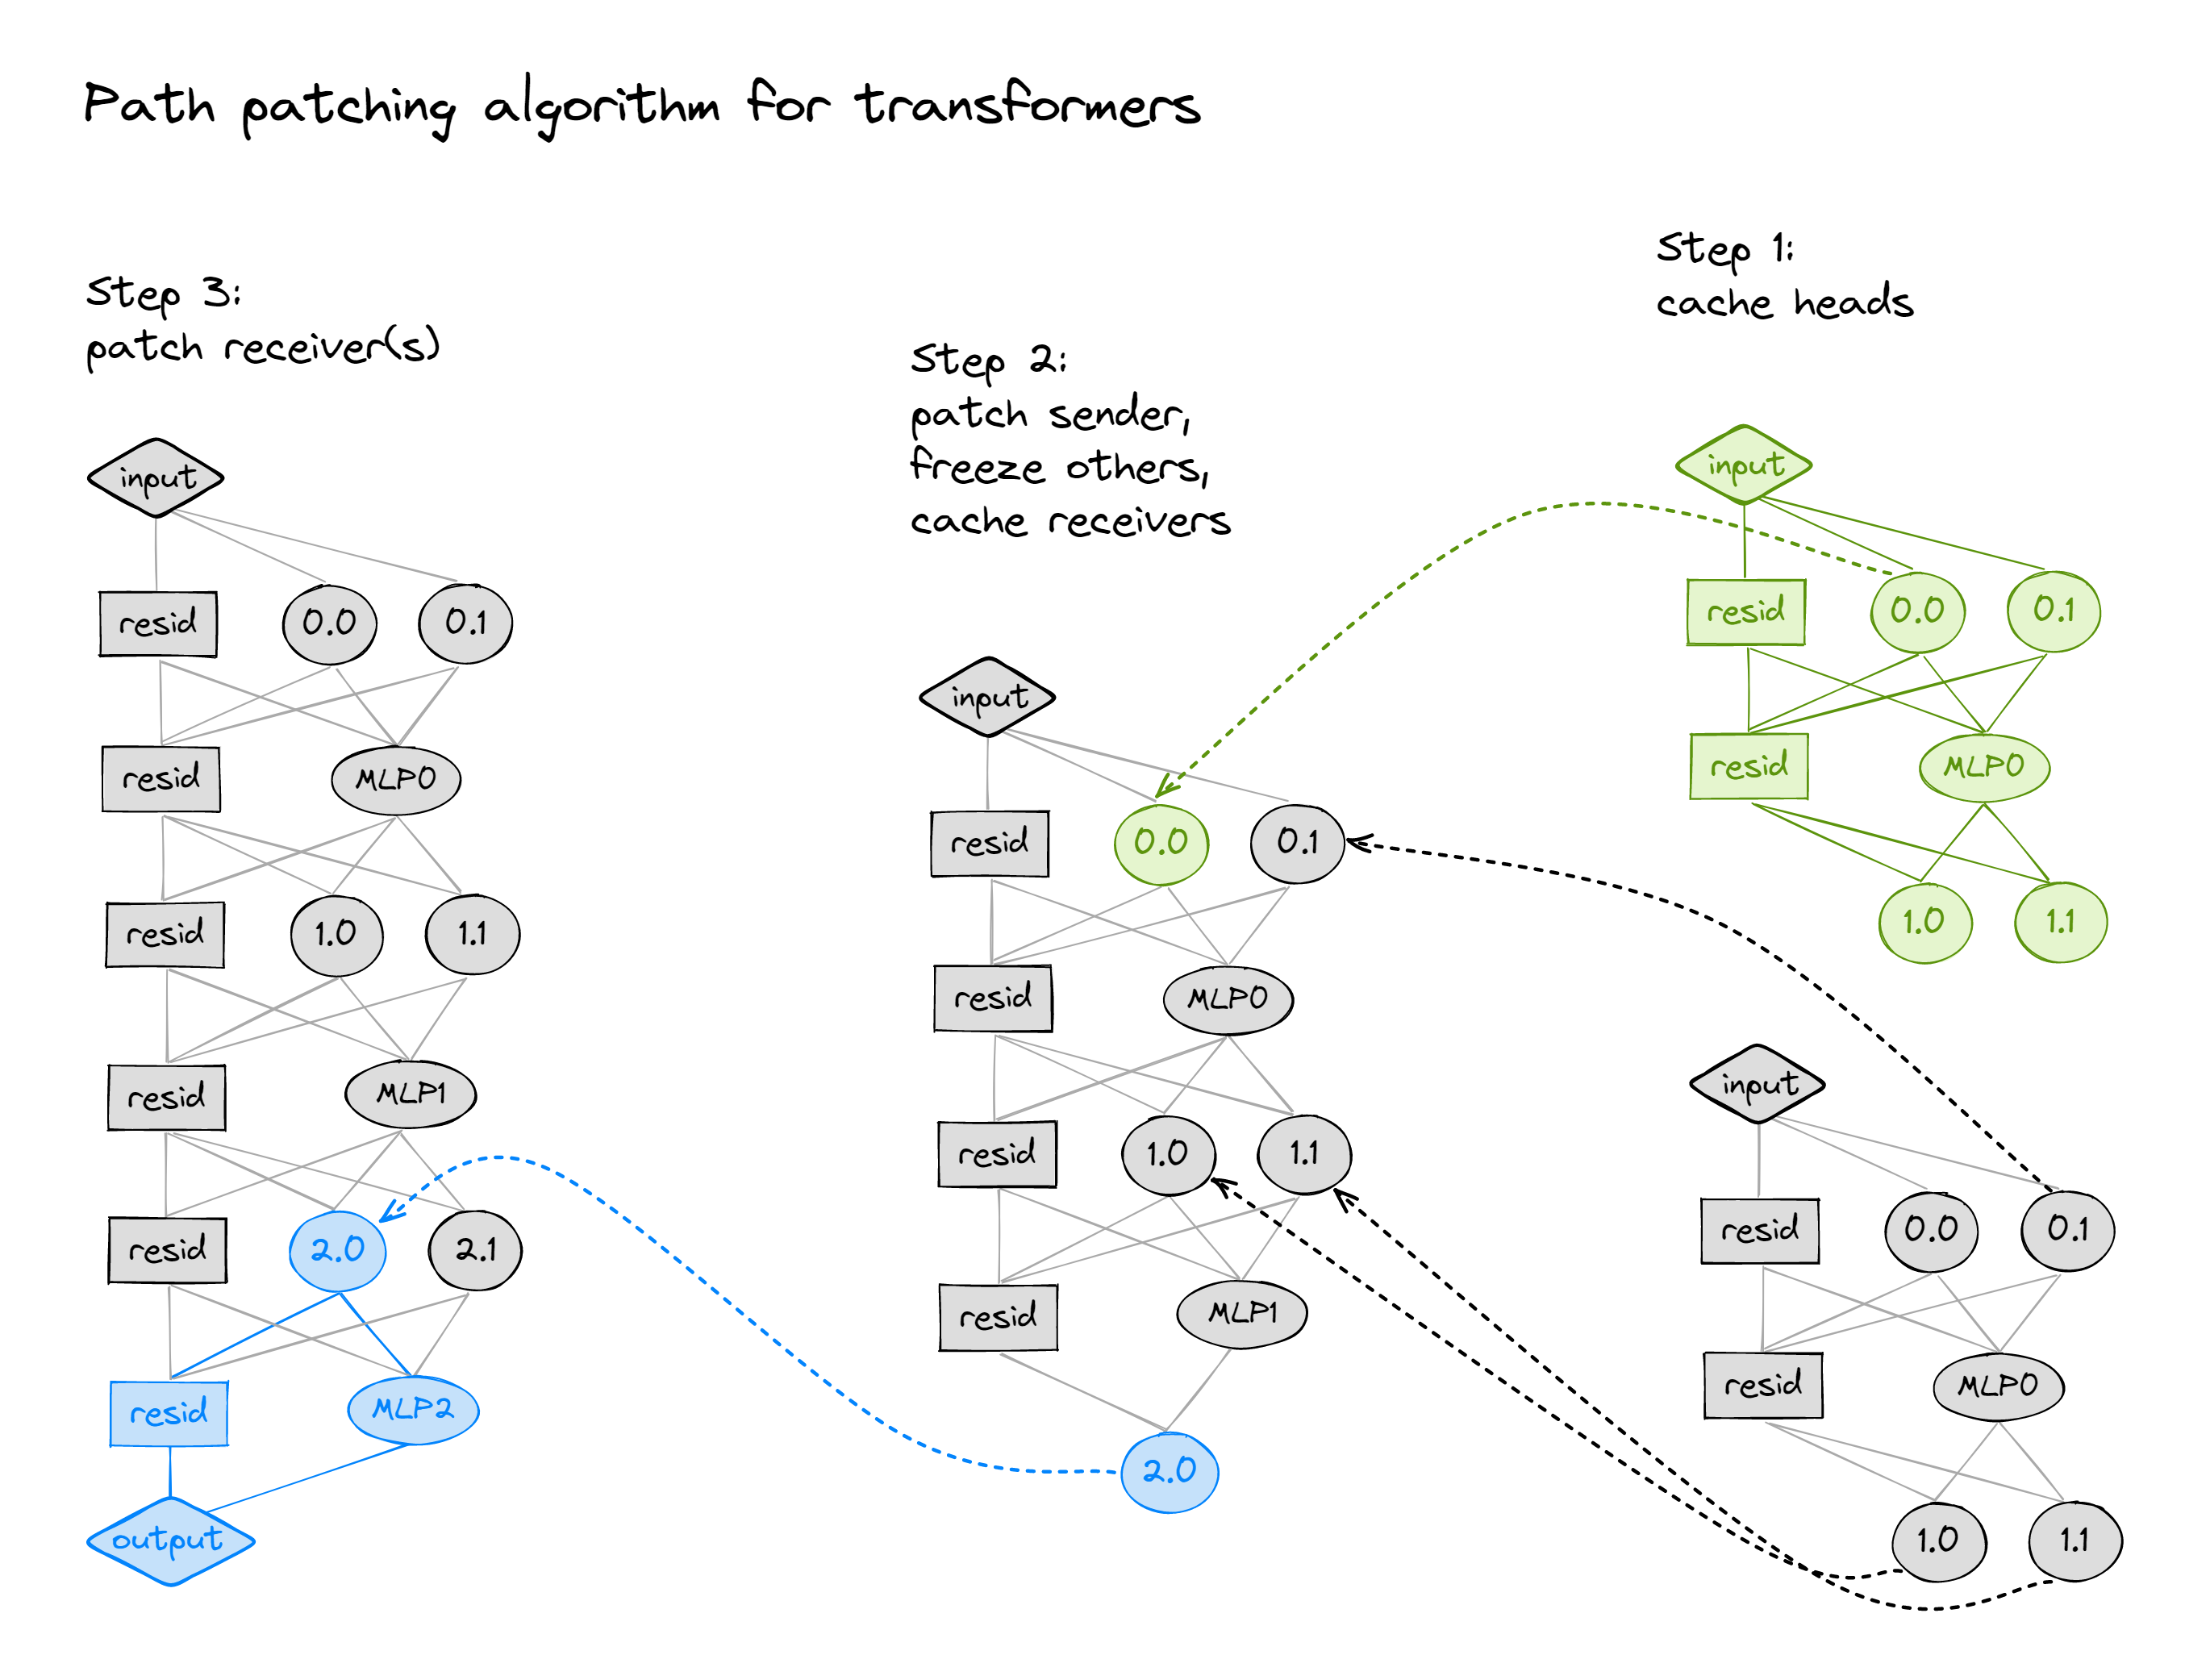 Path patching algorithm for transformers
Step 3:
patch receiver(s)
input
resid 0.0 0.1
resid MLP0
resid 1.0 1.1
resid MLP1
resid 2.0 2.1
resid MLP2
output
Step 2:
patch sender,
freeze others,
cache receivers
input
resid 0.0 0.1
resid MLP0
resid 1.0 1.1
resid MLP1
2.0
Step 1:
cache heads
input
resid 0.0 0.1
resid MLP0
1.0 1.1
input
resid 0.0 0.1
resid MLP0
1.0 1.1